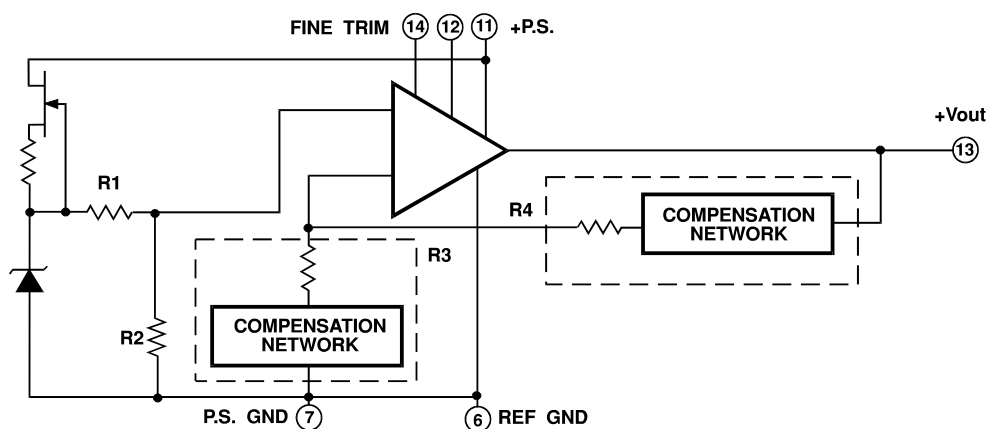 FINE TRIM 14 12 11 +P.S.
+Vout
13
R1
R4
COMPENSATION
NETWORK
R3
COMPENSATION
NETWORK
R2
P.S. GND 7 6 REF GND